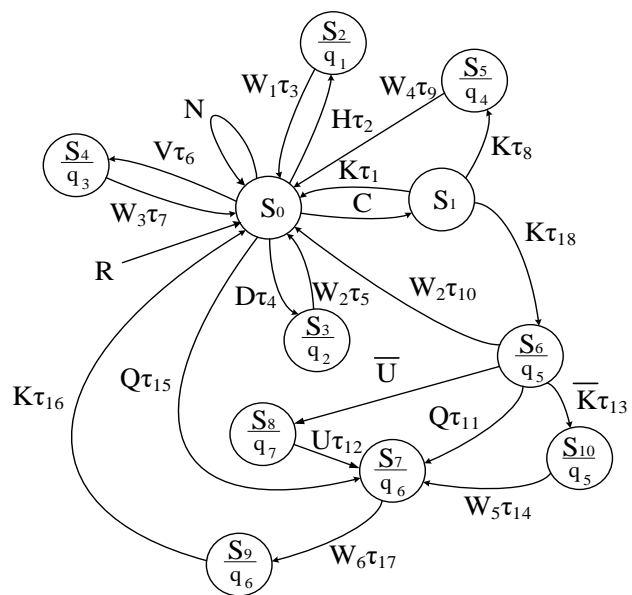 S₂
q₁
S₅
q₄
W₁τ₃
W₄τ₉
N
Hτ₂
S₄
q₃
Vτ₆
Kτ₈
Kτ₁
S₀
C
S₁
W₃τ₇
R
Kτ₁₈
Dτ₄
W₂τ₅
W₂τ₁₀
S₃
q₂
S₆
q₅
U̅
Qτ₁₅
Kτ₁₆
K̅τ₁₃
Qτ₁₁
S₈
q₇
Uτ₁₂
S₇
q₆
S₁₀
q₅
W₅τ₁₄
S₉
q₆
W₆τ₁₇